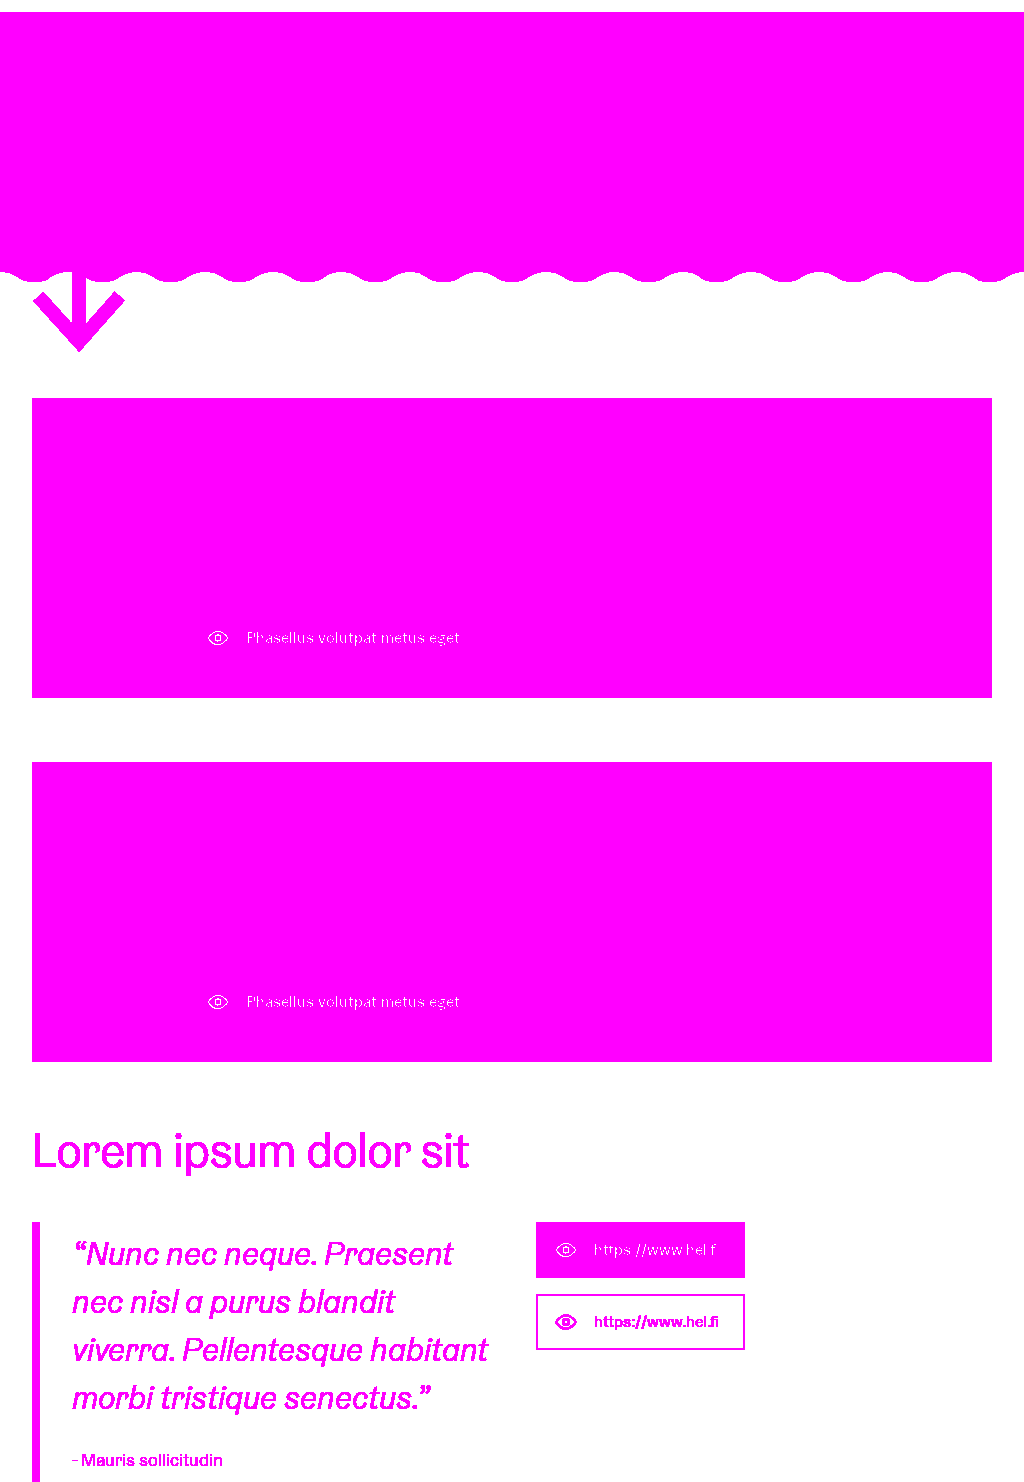 Phasellus volutpat metus eget
Phasellus volutpat metus eget
Lorem ipsum dolor sit
“Nunc nec neque. Praesent
nec nisl a purus blandit
viverra. Pellentesque habitant
morbi tristique senectus.”
- Mauris sollicitudin
https://www.hel.fi
https://www.hel.fi